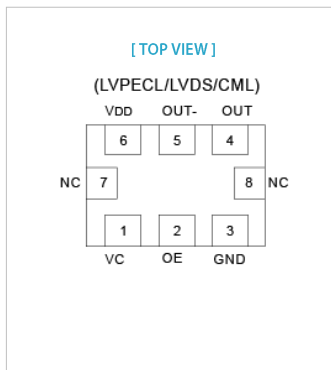 [ TOP VIEW ]
(LVPECL/LVDS/CML)
VDD OUT- OUT
6 5 4
NC 7 8 NC
1 2 3
VC OE GND